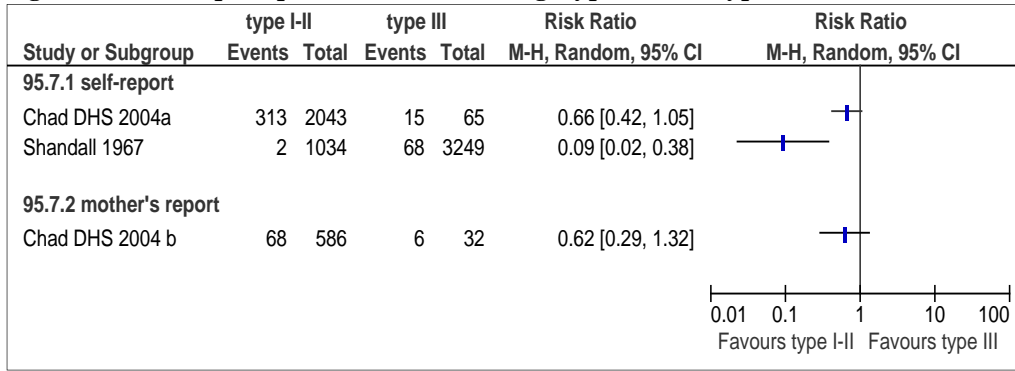 type I-II type III Risk Ratio Risk Ratio
Study or Subgroup Events Total Events Total M-H, Random, 95% CI M-H, Random, 95% CI
95.7.1 self-report
Chad DHS 2004a 313 2043 15 65 0.66 [0.42, 1.05]
Shandall 1967 2 1034 68 3249 0.09 [0.02, 0.38]
95.7.2 mother's report
Chad DHS 2004 b 68 586 6 32 0.62 [0.29, 1.32]
0.01 0.1 1 10 100
Favours type I-II Favours type III